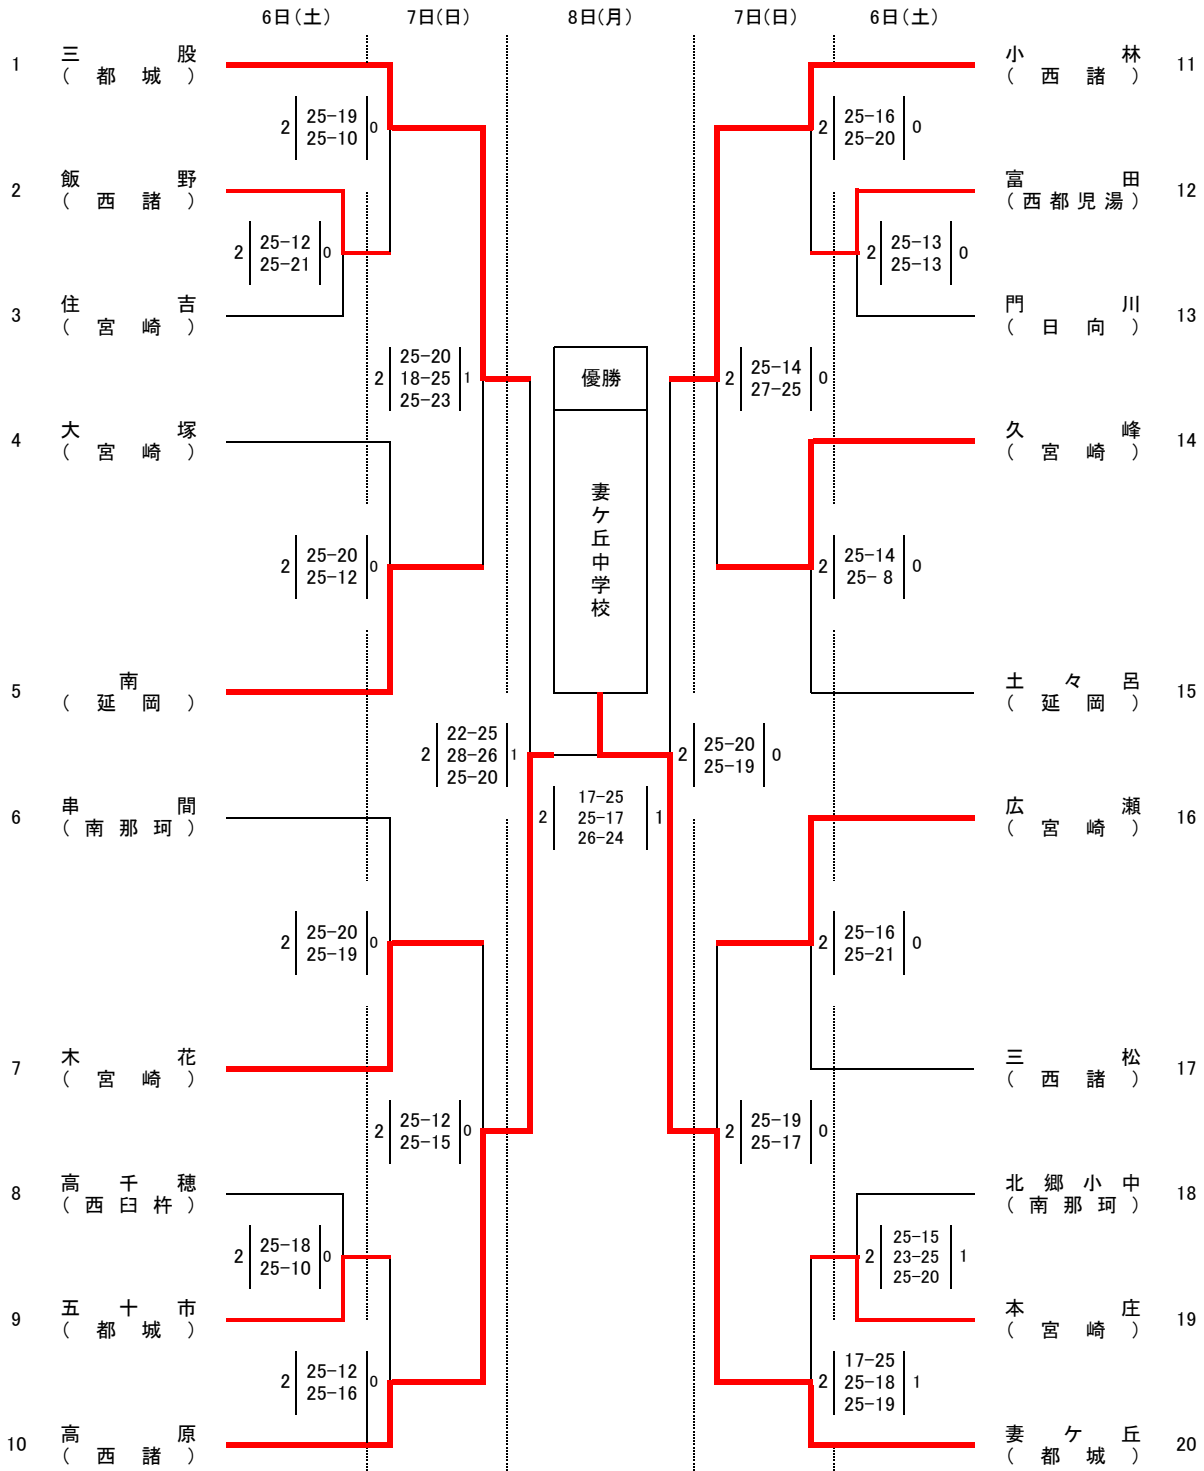 6日(土) 7日(日) 8日(月) 7日(日) 6日(土)
1 三股
(都城)
2 25-19 0
25-10
2 飯野
(西諸)
2 25-12 0
25-21
3 住吉
(宮崎)
25-20
2 18-25 1
25-23
4 大塚
(宮崎)
2 25-20 0
25-12
5 南
(延岡)
22-25
2 28-26 1
25-20
6 串間
(南那珂)
2 25-20 0
25-19
7 木花
(宮崎)
2 25-12 0
25-15
8 高千穂
(西臼杵)
2 25-18 0
25-10
9 五十市
(都城)
2 25-12 0
25-16
10 高原
(西諸)
優勝
妻ケ丘中学校
17-25
2 25-17 1
26-24
小林 11
(西諸)
2 25-16 0
25-20
富田 12
(西都児湯)
2 25-13 0
25-13
門川 13
(日向)
2 25-14 0
27-25
久峰 14
(宮崎)
2 25-14 0
25- 8
土々呂 15
(延岡)
2 25-20 0
25-19
広瀬 16
(宮崎)
2 25-16 0
25-21
三松 17
(西諸)
2 25-19 0
25-17
北郷小中 18
(南那珂)
25-15
2 23-25 1
25-20
本庄 19
(宮崎)
17-25
2 25-18 1
25-19
妻ケ丘 20
(都城)